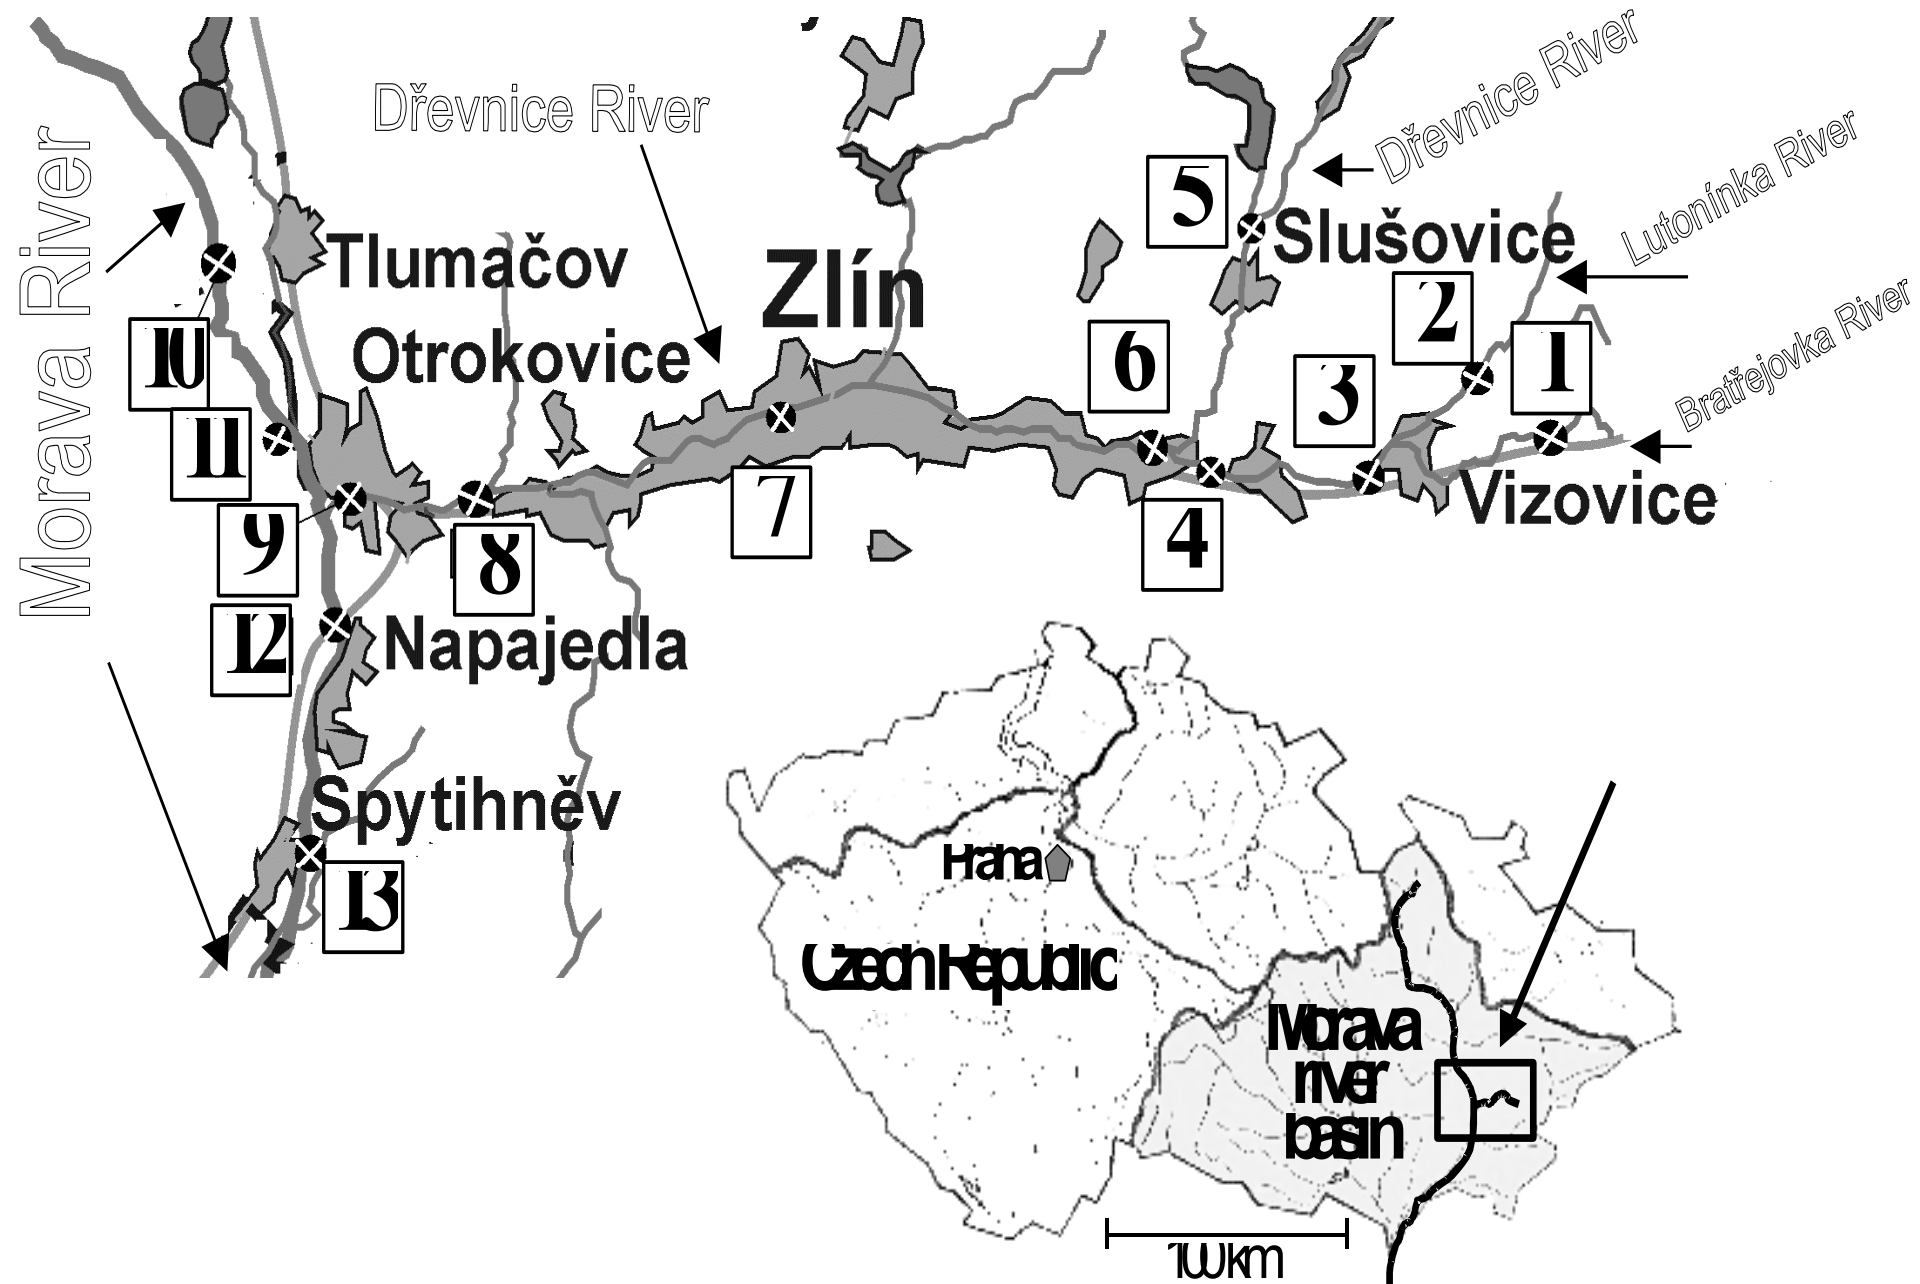 Dřevnice River
Dřevnice River
Lutonínka River
Bratřejovka River
Morava River
Tlumačov
Otrokovice
Zlín
Slušovice
Vizovice
Napajedla
Spytihněv
5
2
1
6
3
10
11
9
8
7
4
12
13
Czech Republic
Morava
river
basin
100 km